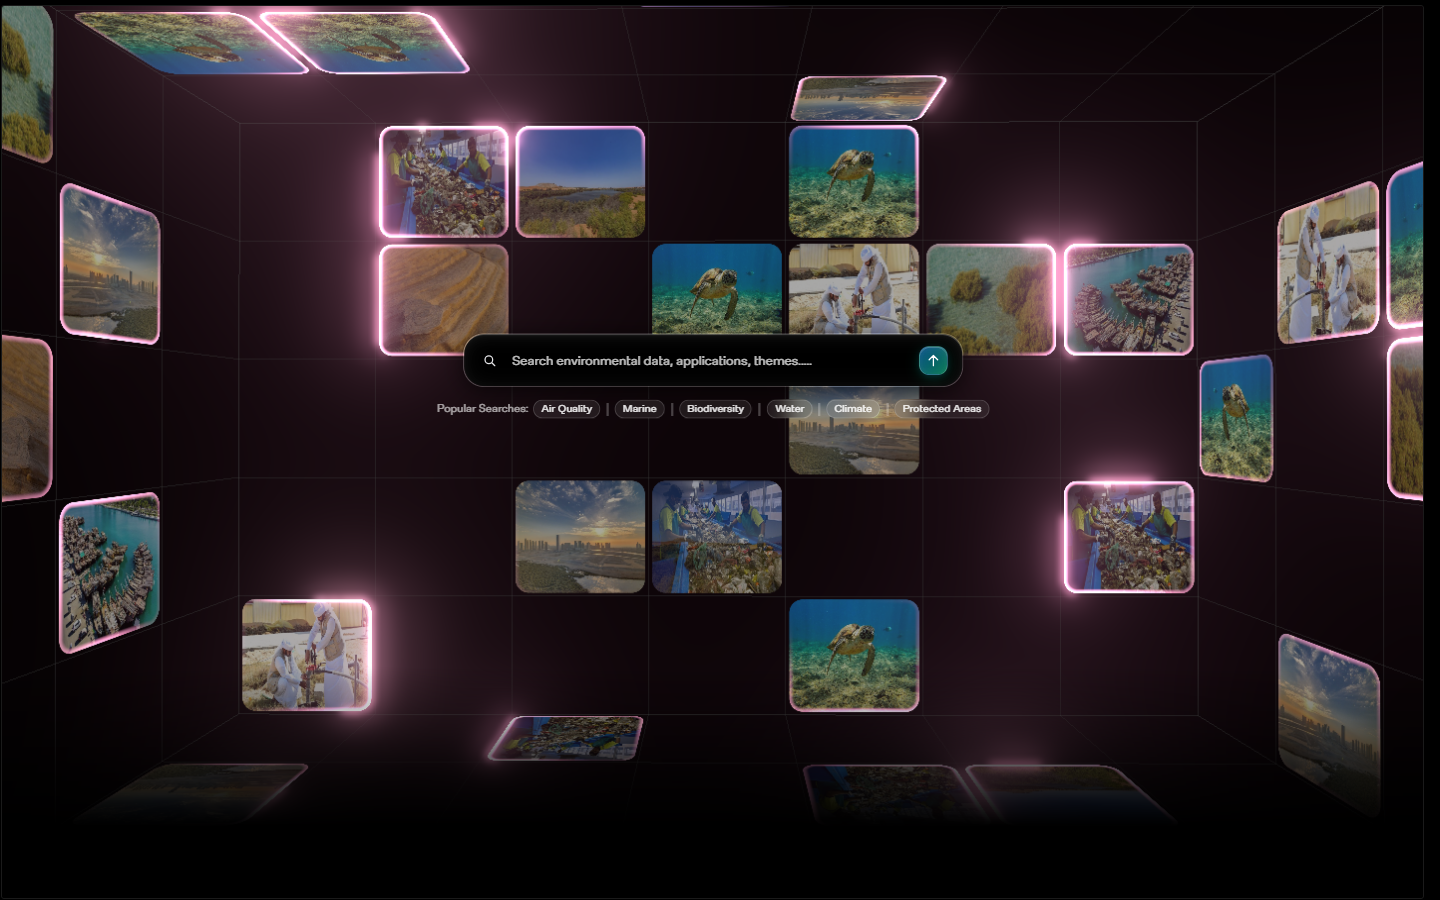 Search environmental data, applications, themes.....
Popular Searches: Air Quality | Marine | Biodiversity | Water | Climate | Protected Areas